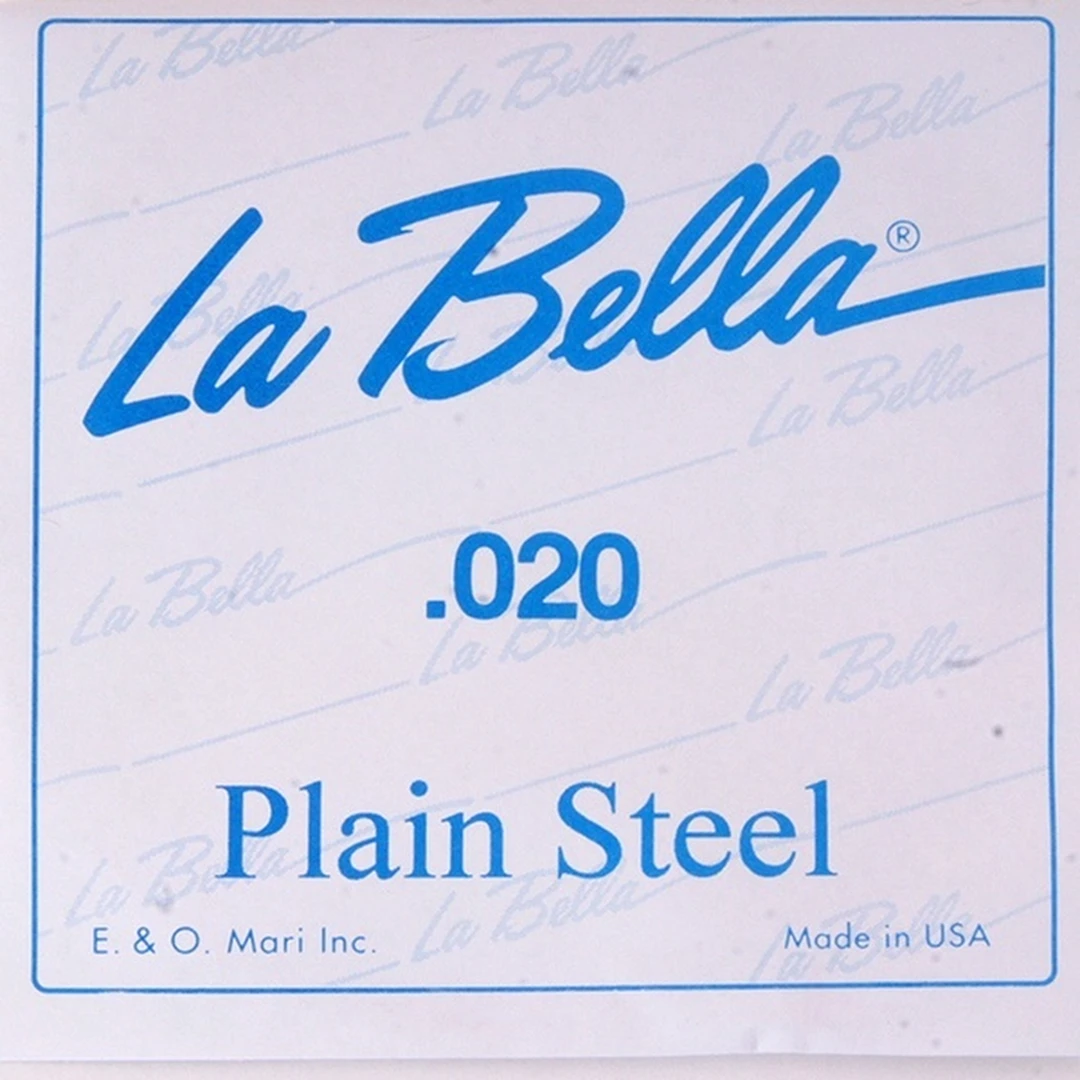 La Bella®
.020
Plain Steel
E. & O. Mari Inc.
Made in USA